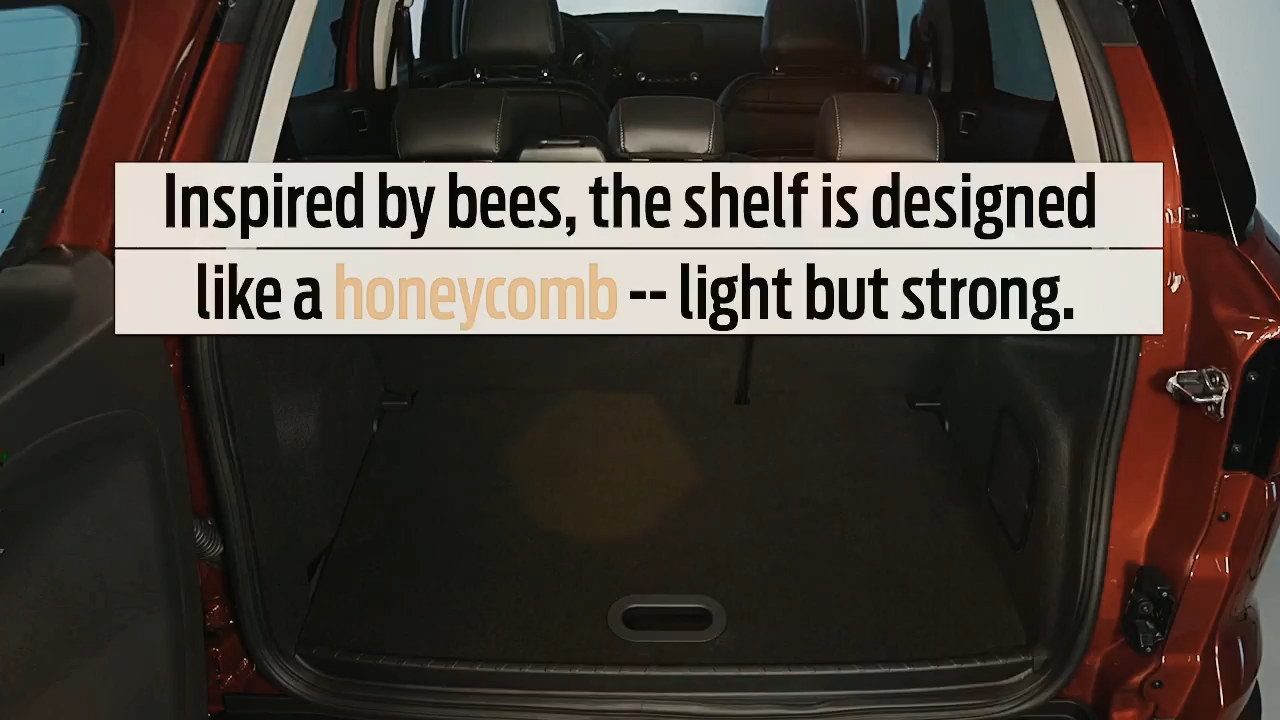 Inspired by bees, the shelf is designed
like a honeycomb -- light but strong.